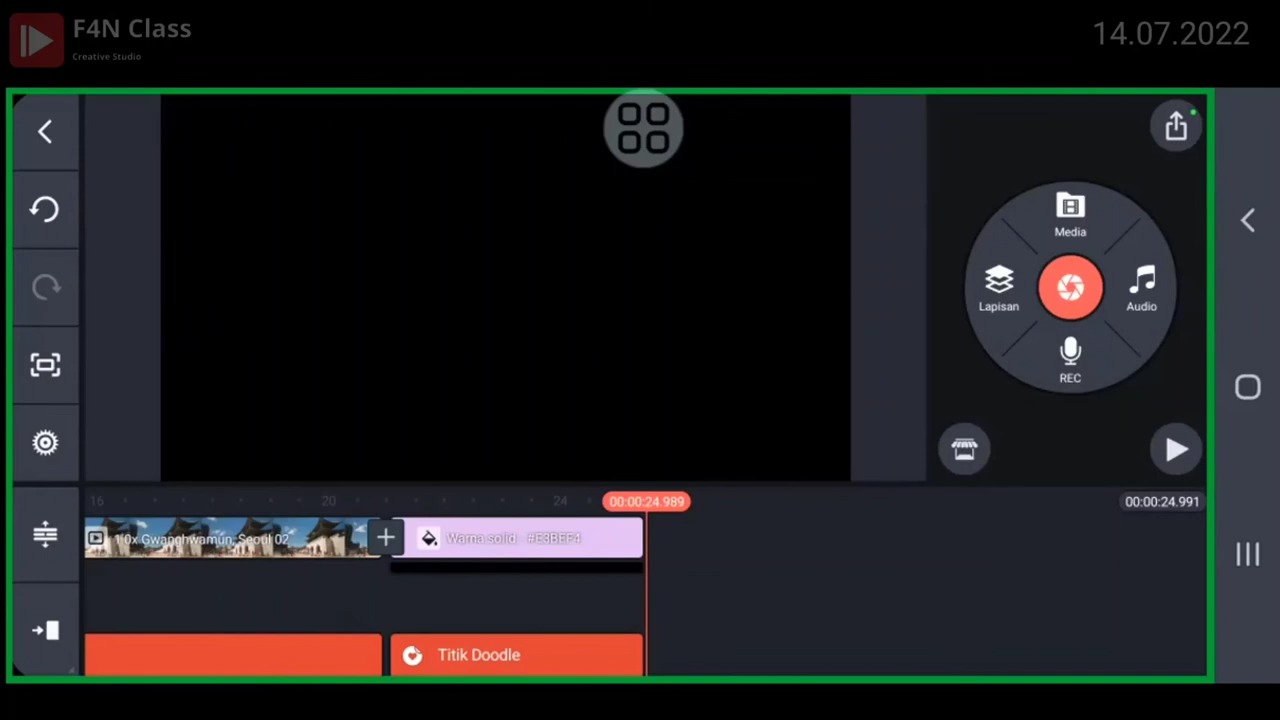 F4N Class
Creative Studio
14.07.2022
Media
Lapisan
Audio
REC
16
20
24
00:00:24.989
00:00:24.991
1.0x Gwanghwamun, Seoul 02
Warna solid - #E3BEF4
Titik Doodle